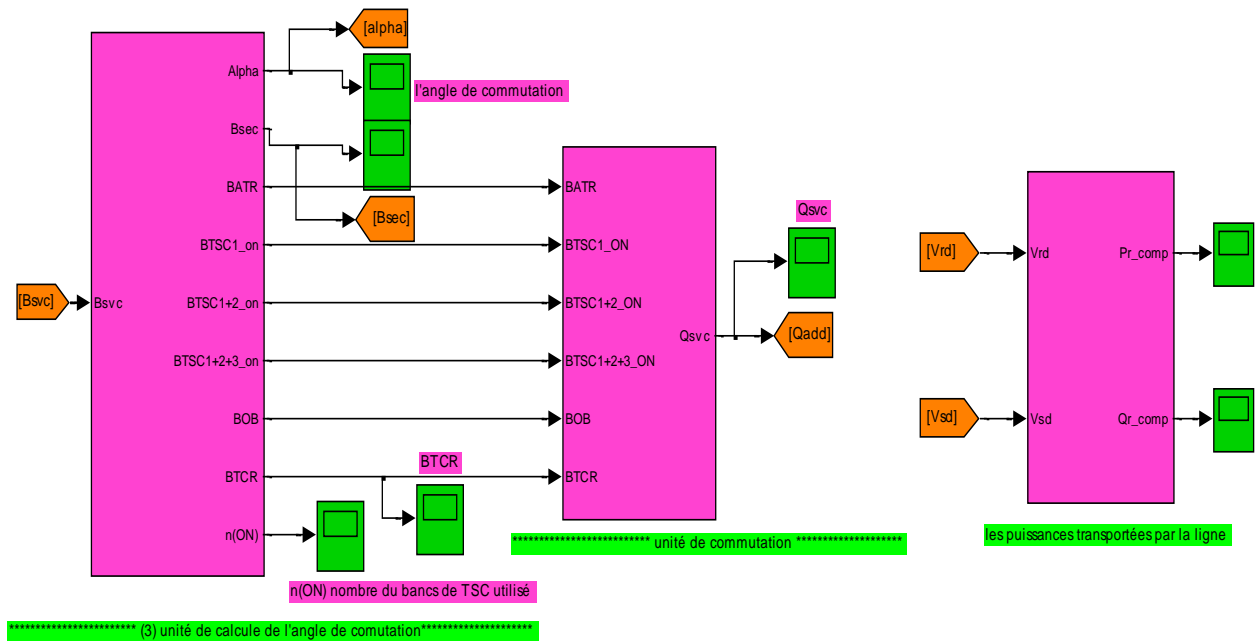 [alpha]
Alpha
l'angle de commutation
Bsec
BATR
BATR
Qsvc
[Bsec]
BTSC1_on
BTSC1_ON
[Vrd]
Vrd
Pr_comp
[Bsvc]
Bsvc
BTSC1+2_on
BTSC1+2_ON
Qsvc
[Qadd]
BTSC1+2+3_on
BTSC1+2+3_ON
BOB
BOB
[Vsd]
Vsd
Qr_comp
BTCR
BTCR
BTCR
n(ON)
************************** unité de commutation ********************
les puissances transportées par la ligne
n(ON) nombre du bancs de TSC utilisé
************************ (3) unité de calcule de l'angle de comutation*********************